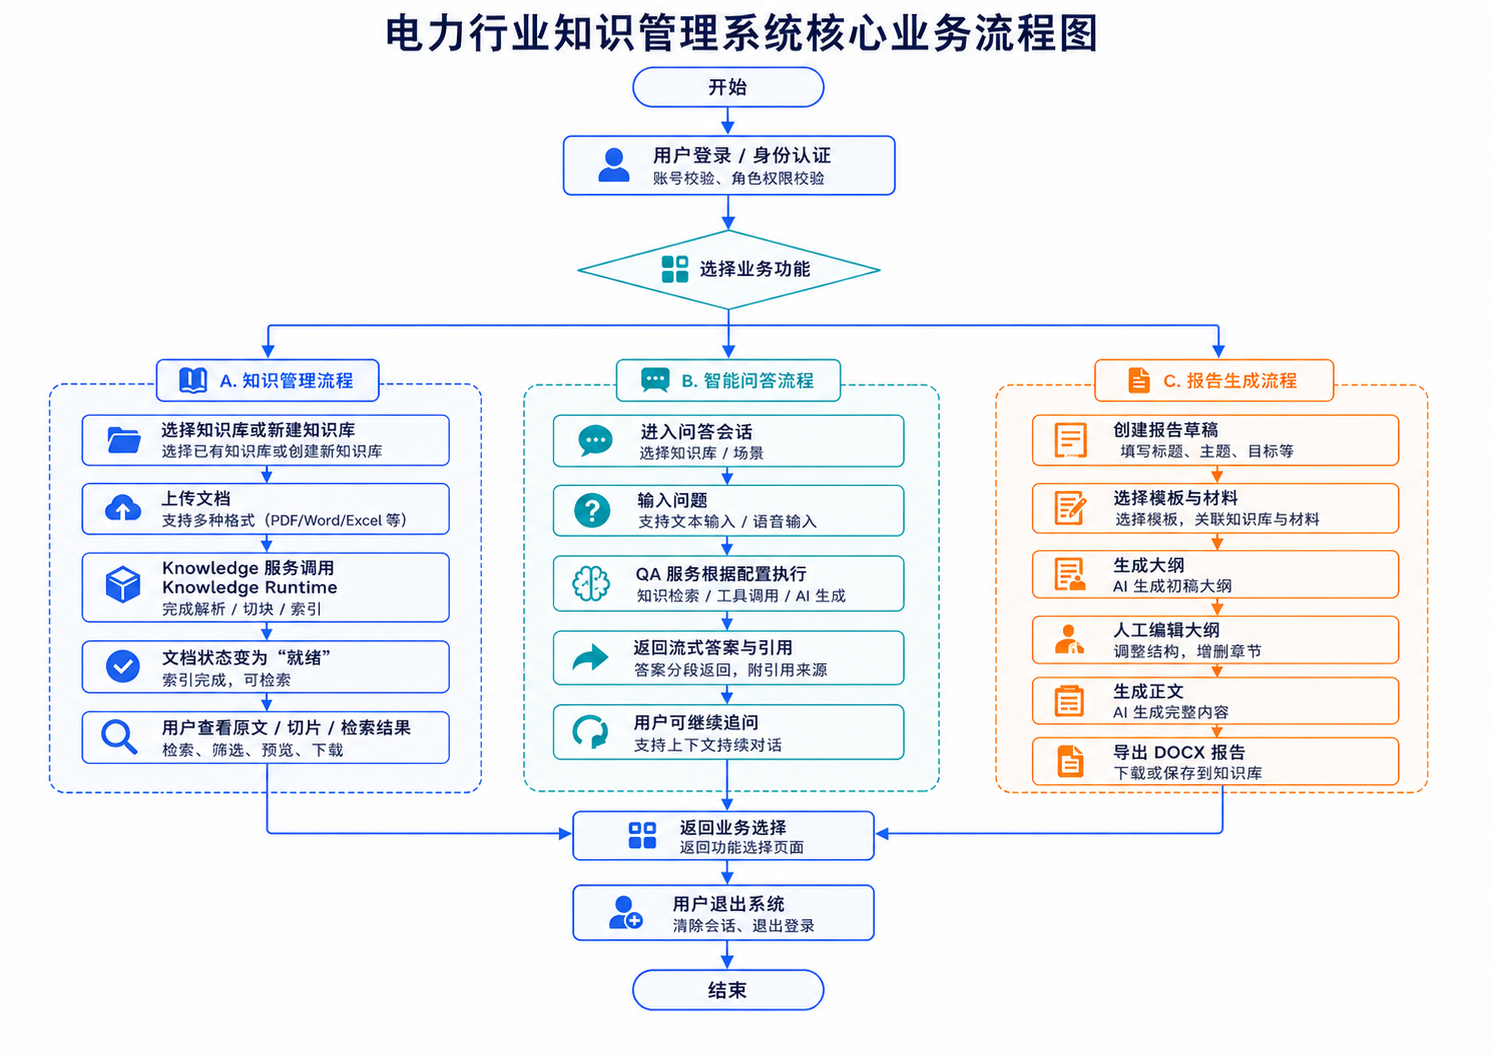 电力行业知识管理系统核心业务流程图
开始
用户登录 / 身份认证
账号校验、角色权限校验
选择业务功能
A. 知识管理流程
选择知识库或新建知识库
选择已有知识库或创建新知识库
上传文档
支持多种格式（PDF/Word/Excel 等）
Knowledge 服务调用
Knowledge Runtime
完成解析 / 切块 / 索引
文档状态变为“就绪”
索引完成，可检索
用户查看原文 / 切片 / 检索结果
检索、筛选、预览、下载
B. 智能问答流程
进入问答会话
选择知识库 / 场景
输入问题
支持文本输入 / 语音输入
QA 服务根据配置执行
知识检索 / 工具调用 / AI 生成
返回流式答案与引用
答案分段返回，附引用来源
用户可继续追问
支持上下文持续对话
C. 报告生成流程
创建报告草稿
填写标题、主题、目标等
选择模板与材料
选择模板，关联知识库与材料
生成大纲
AI 生成初稿大纲
人工编辑大纲
调整结构，增删章节
生成正文
AI 生成完整内容
导出 DOCX 报告
下载或保存到知识库
返回业务选择
返回功能选择页面
用户退出系统
清除会话、退出登录
结束